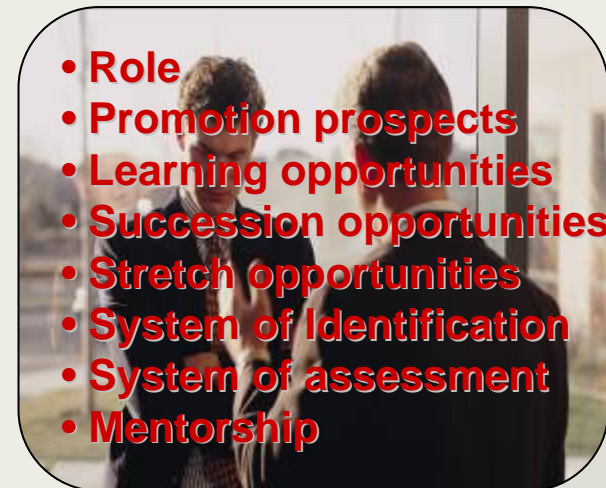 • Role
• Promotion prospects
• Learning opportunities
• Succession opportunities
• Stretch opportunities
• System of Identification
• System of assessment
• Mentorship